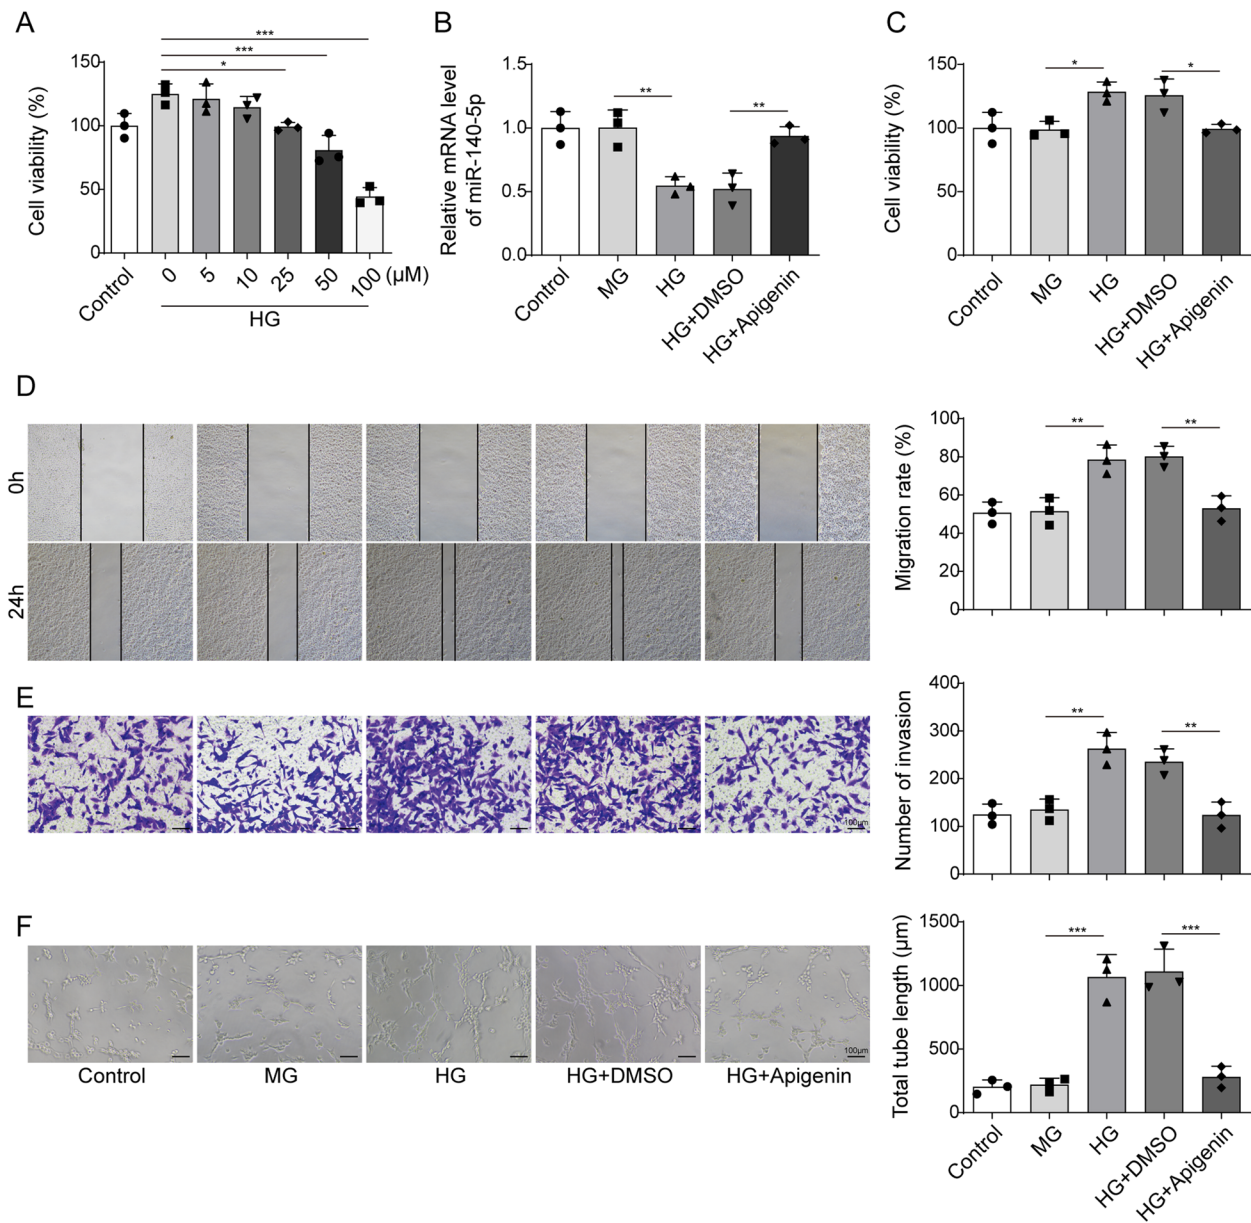 A
Cell viability (%)
150
100
50
0
***
***
*
Control
0
5
10
25
50
100
(μM)
HG
B
Relative mRNA level
of miR-140-5p
2.0
1.5
1.0
0.5
0.0
**
**
Control
MG
HG
HG+DMSO
HG+Apigenin
C
Cell viability (%)
150
100
50
0
*
*
Control
MG
HG
HG+DMSO
HG+Apigenin
D
0h
24h
Migration rate (%)
100
80
60
40
20
0
**
**
E
100μm
Number of invasion
400
300
200
100
0
**
**
F
100μm
Control
MG
HG
HG+DMSO
HG+Apigenin
Total tube length (μm)
1500
1000
500
0
***
***
Control
MG
HG
HG+DMSO
HG+Apigenin